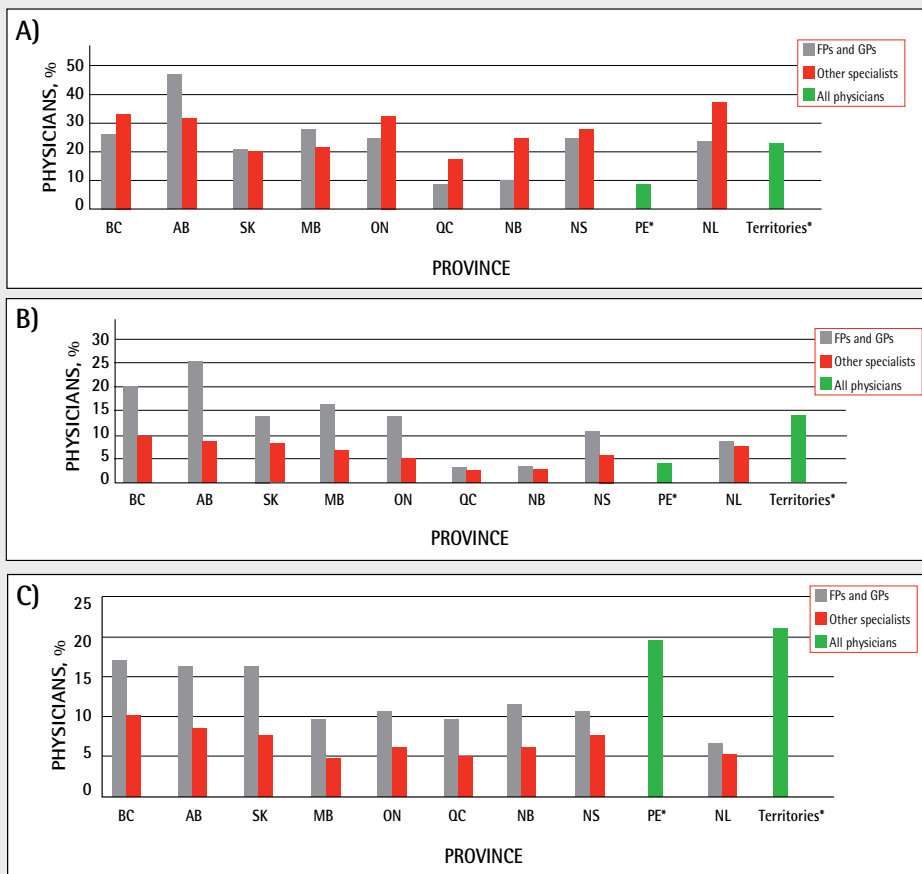 A)
PHYSICIANS, %
50
40
30
20
10
0
FPs and GPs
Other specialists
All physicians
BC AB SK MB ON QC NB NS PE* NL Territories*
PROVINCE
B)
PHYSICIANS, %
30
25
20
15
10
5
0
FPs and GPs
Other specialists
All physicians
BC AB SK MB ON QC NB NS PE* NL Territories*
PROVINCE
C)
PHYSICIANS, %
25
20
15
10
5
0
FPs and GPs
Other specialists
All physicians
BC AB SK MB ON QC NB NS PE* NL Territories*
PROVINCE